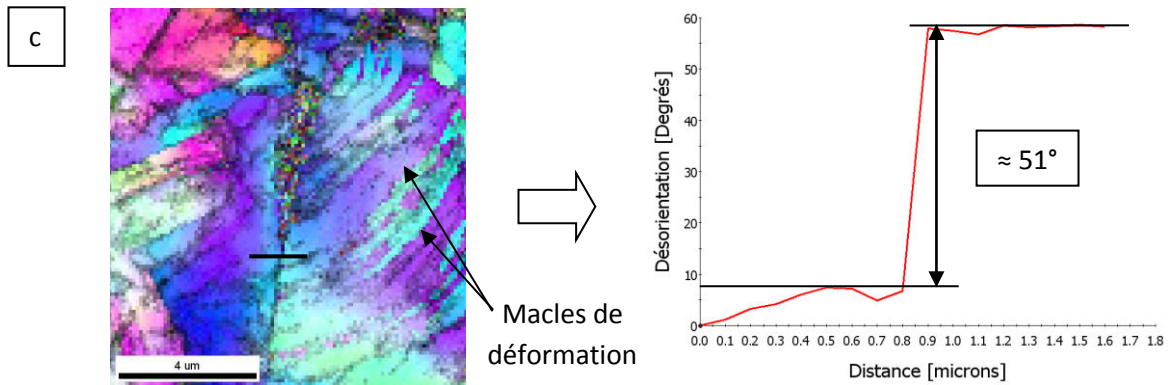 c
4 um
Macles de
déformation
Désorientation [Degrés]
60
50
40
30
20
10
0
≈ 51°
0.0 0.1 0.2 0.3 0.4 0.5 0.6 0.7 0.8 0.9 1.0 1.1 1.2 1.3 1.4 1.5 1.6 1.7 1.8
Distance [microns]